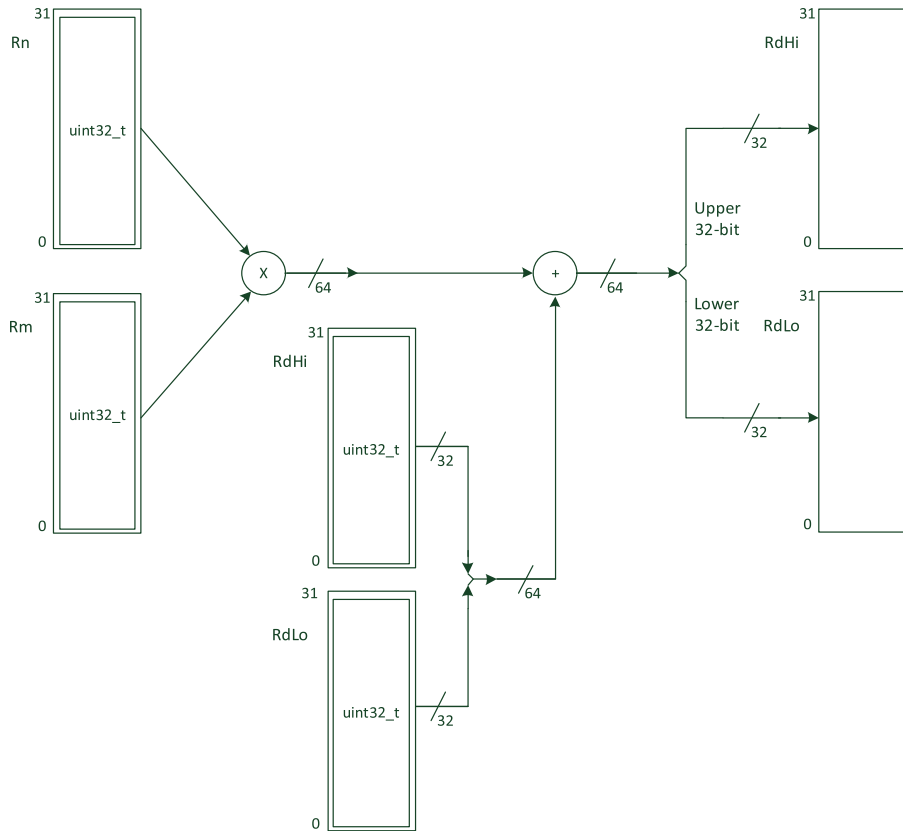 31
Rn
uint32_t
0
31
Rm
uint32_t
0
X
64
31
RdHi
uint32_t
32
0
31
RdLo
uint32_t
32
0
64
+
64
Upper
32-bit
Lower
32-bit
32
32
31
RdHi
0
31
RdLo
0